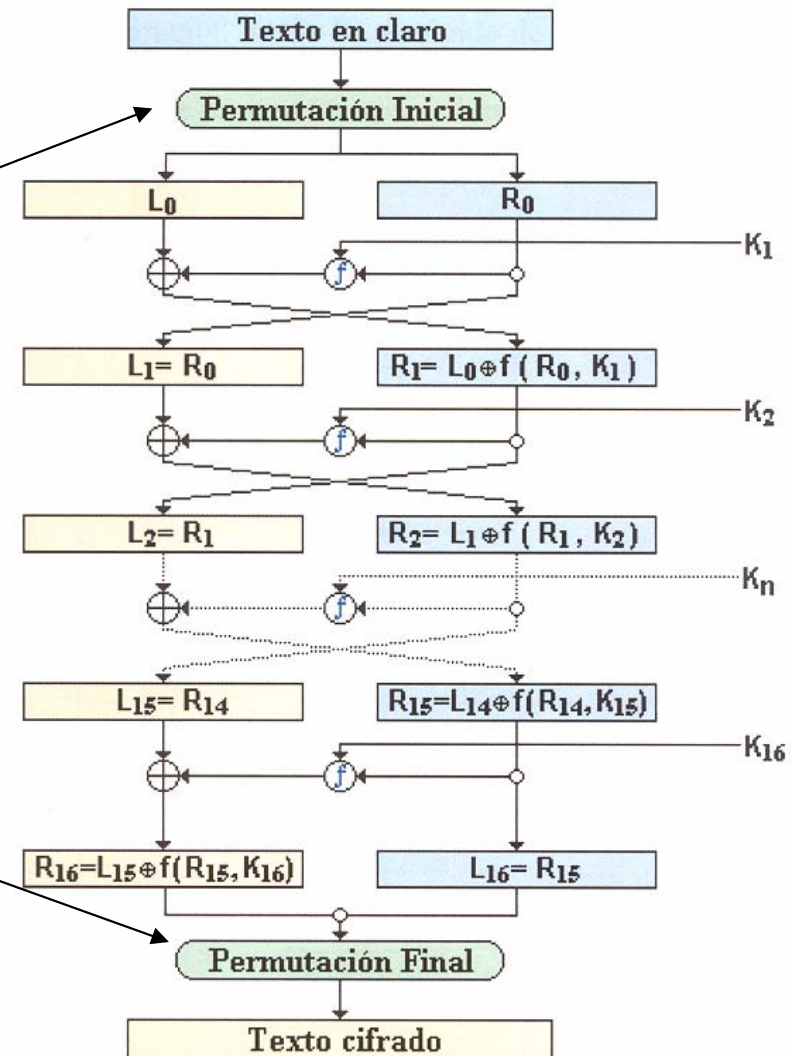 Texto en claro
Permutación Inicial
L₀ R₀
K₁
f
L₁= R₀ R₁= L₀⊕f ( R₀, K₁ )
K₂
f
L₂= R₁ R₂= L₁⊕f ( R₁, K₂)
Kₙ
f
L₁₅= R₁₄ R₁₅=L₁₄⊕f(R₁₄,K₁₅)
K₁₆
f
R₁₆=L₁₅⊕f(R₁₅,K₁₆) L₁₆= R₁₅
Permutación Final
Texto cifrado